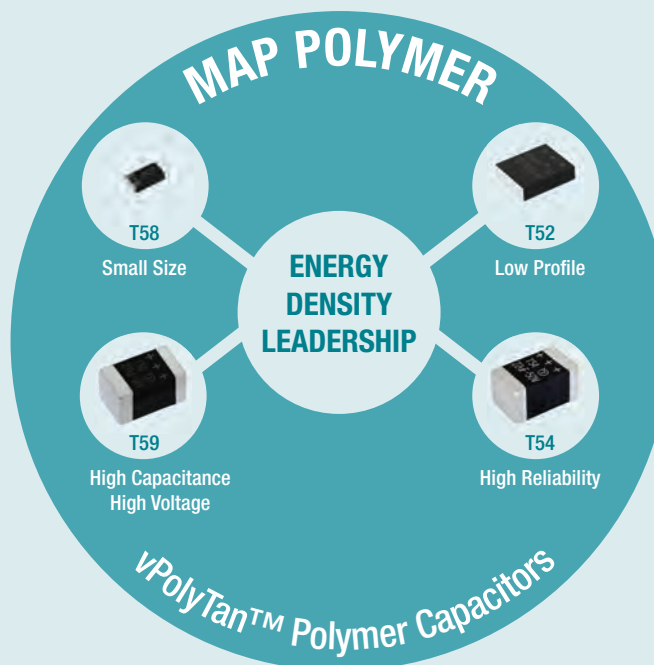 MAP POLYMER
T58
Small Size
T52
Low Profile
ENERGY
DENSITY
LEADERSHIP
T59
High Capacitance
High Voltage
T54
High Reliability
vPolyTan™ Polymer Capacitors